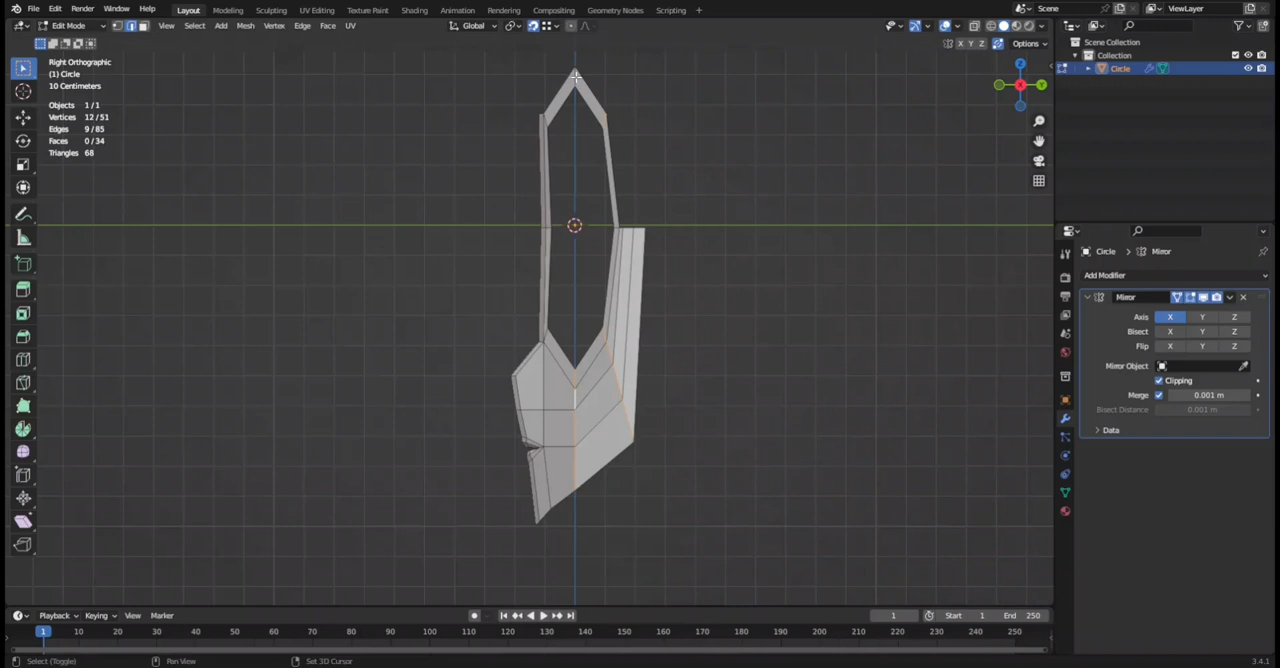 File Edit Render Window Help Layout Modeling Sculpting UV Editing Texture Paint Shading Animation Rendering Compositing Geometry Nodes Scripting Scene ViewLayer
Edit Mode View Select Add Mesh Vertex Edge Face UV Global
X Y Z Options
Right Orthographic
(1) Circle
10 Centimeters
Objects 1/1
Vertices 12/51
Edges 9/85
Faces 0/34
Triangles 68
Z
X
Y
Scene Collection
Collection
Circle
Circle > Mirror
Add Modifier
Mirror
Axis X Y Z
Bisect X Y Z
Flip X Y Z
Mirror Object
Clipping
Merge 0.001 m
Bisect Distance 0.001 m
Data
Playback Keying View Marker 1 Start 1 End 250
1 10 20 30 40 50 60 70 80 90 100 110 120 130 140 150 160 170 180 190 200 210 220 230 240 250
Select (Toggle) Pan View Set 3D Cursor 3.4.1